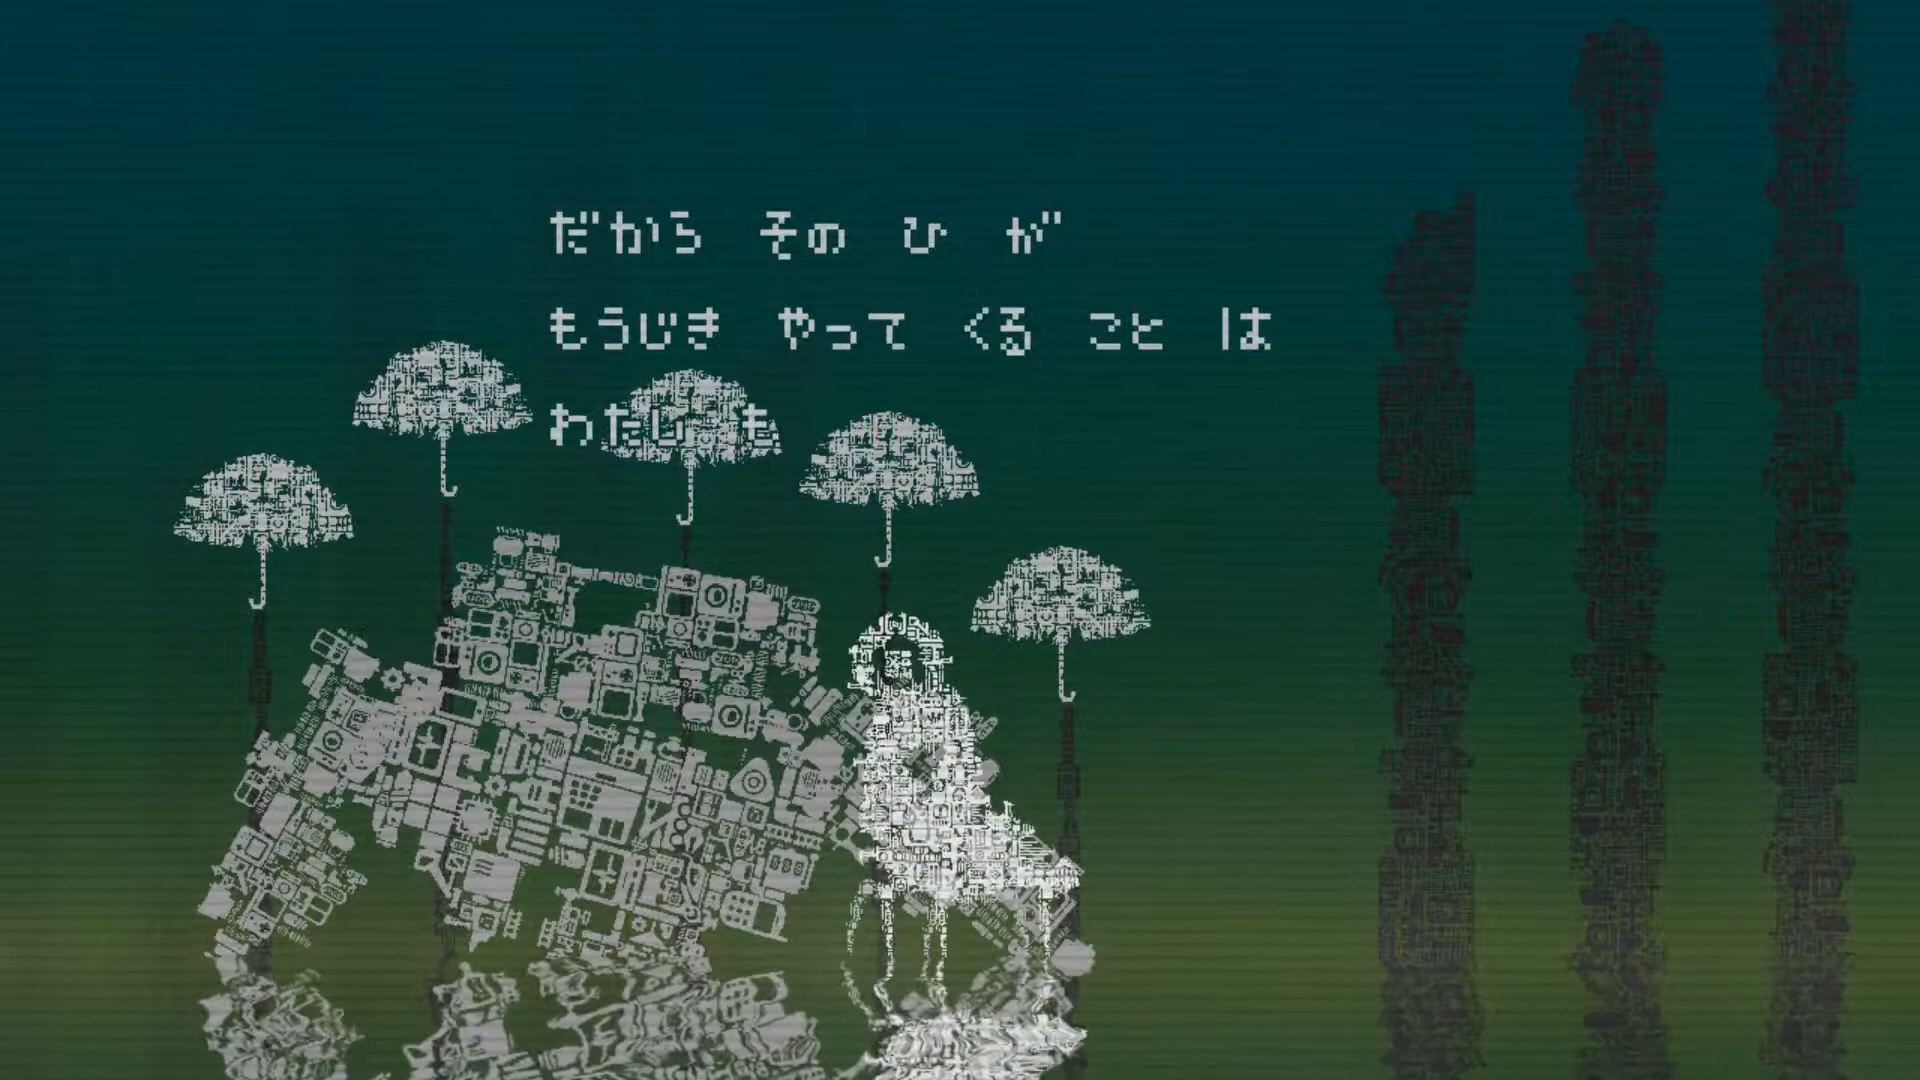 だから その ひ が
もうじき やって くる こと は
わたし も